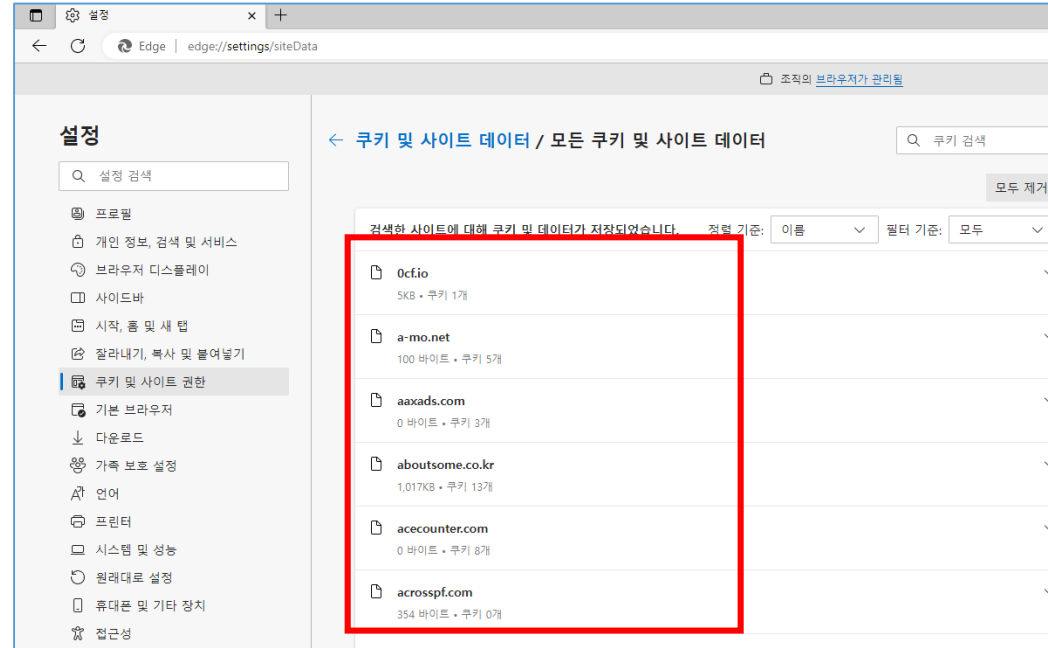 설정
Edge | edge://settings/siteData
조직의 브라우저가 관리됨
설정
설정 검색
프로필
개인 정보, 검색 및 서비스
브라우저 디스플레이
사이드바
시작, 홈 및 새 탭
잘라내기, 복사 및 붙여넣기
쿠키 및 사이트 권한
기본 브라우저
다운로드
가족 보호 설정
언어
프린터
시스템 및 성능
원래대로 설정
휴대폰 및 기타 장치
접근성
쿠키 및 사이트 데이터 / 모든 쿠키 및 사이트 데이터
쿠키 검색
모두 제거
검색한 사이트에 대해 쿠키 및 데이터가 저장되었습니다. 정렬 기준: 이름 필터 기준: 모두
0cf.io
5KB • 쿠키 1개
a-mo.net
100 바이트 • 쿠키 5개
aaxads.com
0 바이트 • 쿠키 3개
aboutsome.co.kr
1,017KB • 쿠키 13개
acecounter.com
0 바이트 • 쿠키 8개
acrosspf.com
354 바이트 • 쿠키 0개